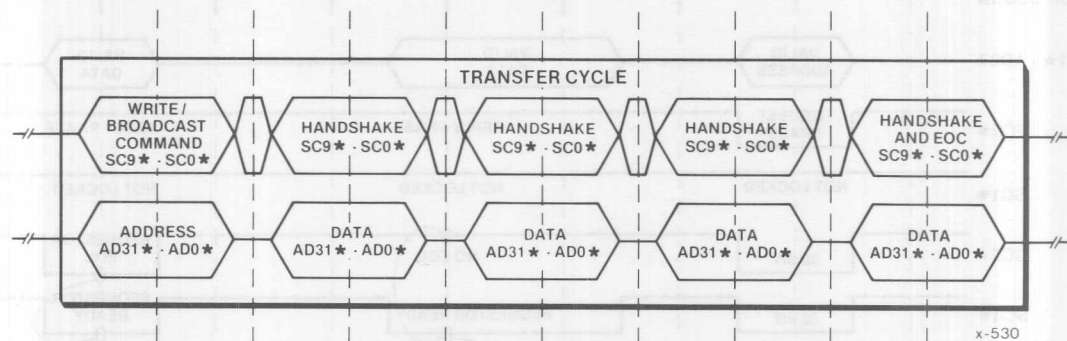 TRANSFER CYCLE
WRITE/
BROADCAST
COMMAND
SC9* - SC0*
HANDSHAKE
SC9* - SC0*
HANDSHAKE
SC9* - SC0*
HANDSHAKE
SC9* - SC0*
HANDSHAKE
AND EOC
SC9* - SC0*
ADDRESS
AD31* - AD0*
DATA
AD31* - AD0*
DATA
AD31* - AD0*
DATA
AD31* - AD0*
DATA
AD31* - AD0*
x-530